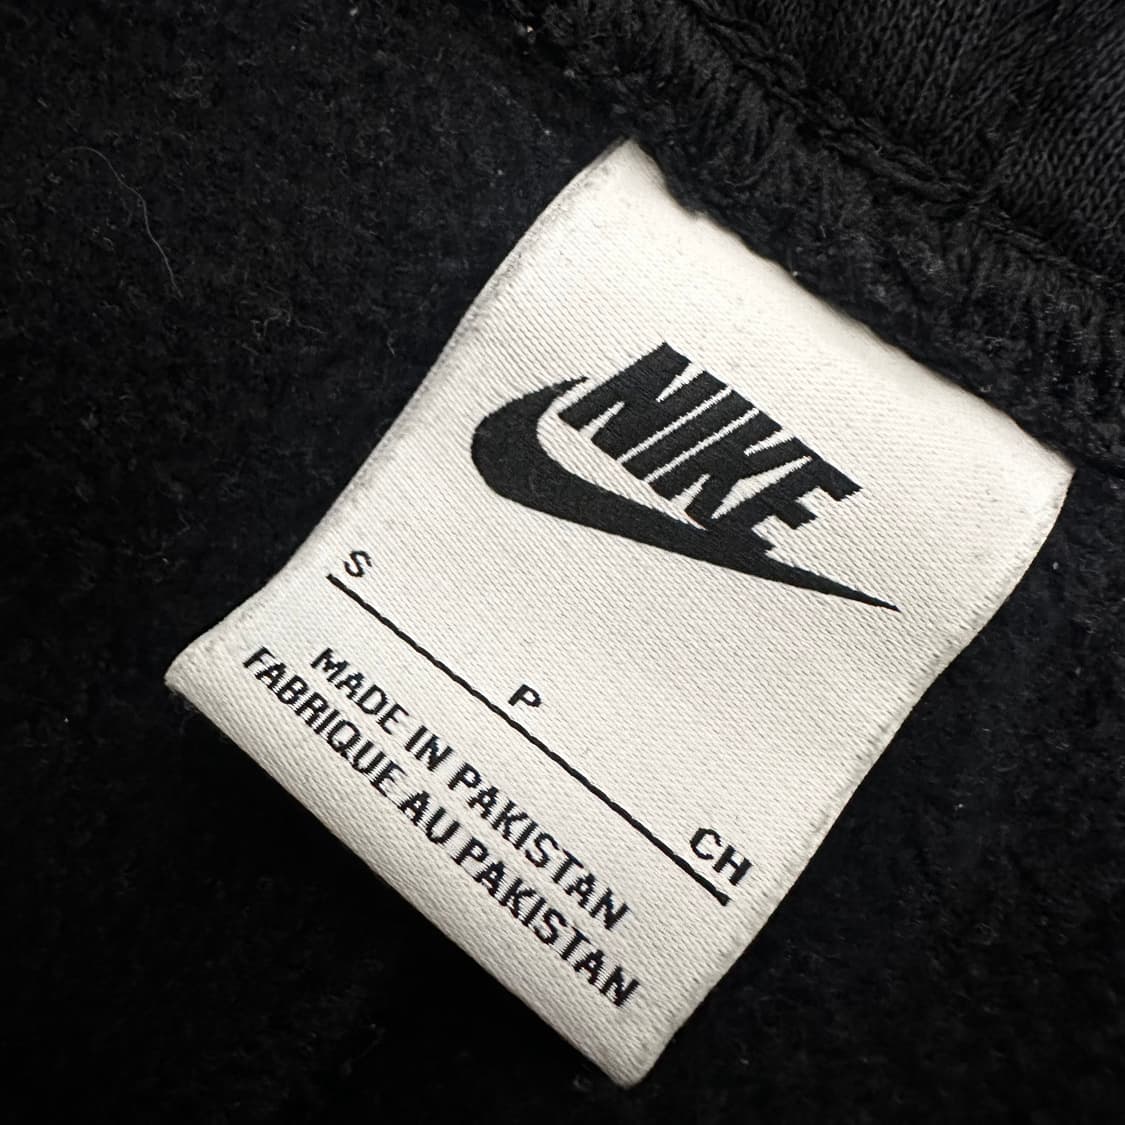 NIKE
S P CH
MADE IN PAKISTAN
FABRIQUE AU PAKISTAN